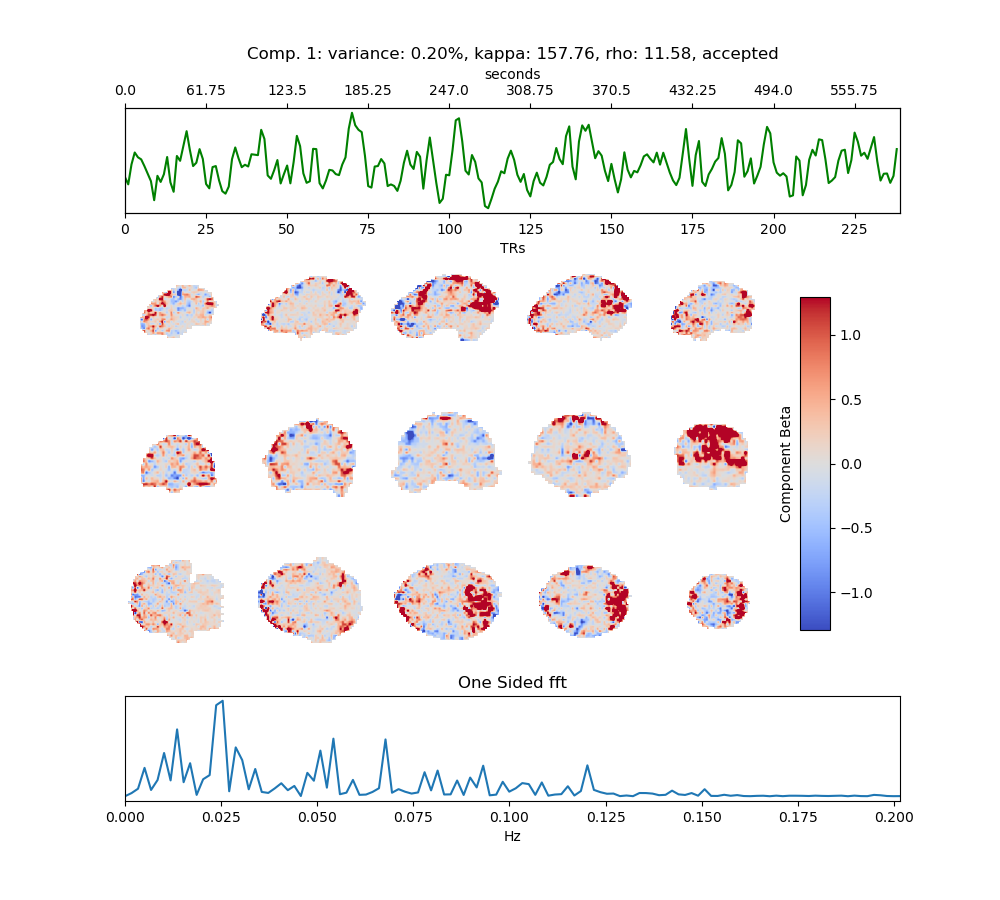 Comp. 1: variance: 0.20%, kappa: 157.76, rho: 11.58, accepted
seconds
0.0 61.75 123.5 185.25 247.0 308.75 370.5 432.25 494.0 555.75
0 25 50 75 100 125 150 175 200 225
TRs
1.0
0.5
0.0
−0.5
−1.0
Component Beta
One Sided fft
0.000 0.025 0.050 0.075 0.100 0.125 0.150 0.175 0.200
Hz